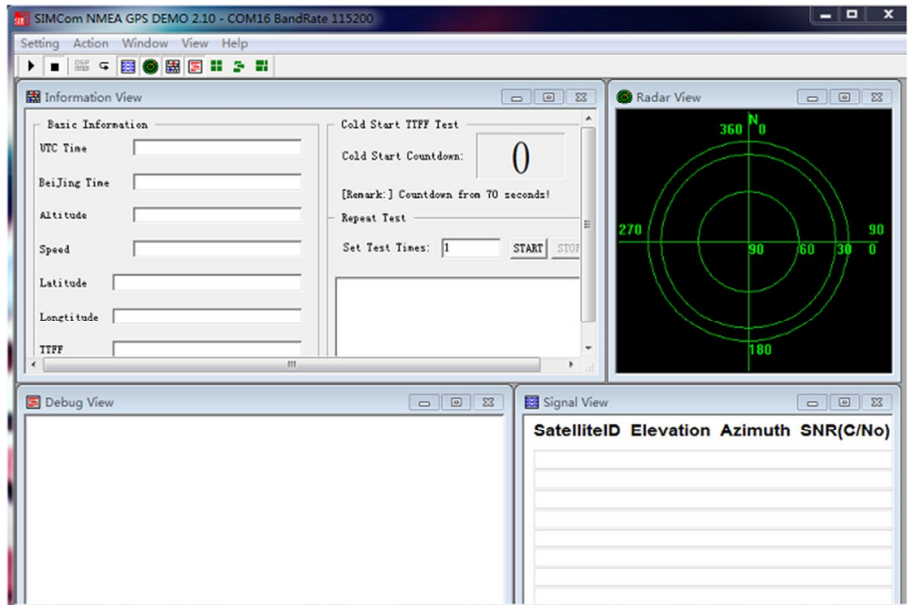 SIMCom NMEA GPS DEMO 2.10 - COM16 BandRate 115200
Setting Action Window View Help
Information View
Basic Information
UTC Time
BeiJing Time
Altitude
Speed
Latitude
Longtitude
TTFF
Cold Start TTFF Test
Cold Start Countdown: 0
[Remark:] Countdown from 70 seconds!
Repeat Test
Set Test Times: 1 START STOP
Radar View
N
360 0
270 90
90 60 30 0
180
Debug View
Signal View
SatelliteID Elevation Azimuth SNR(C/No)